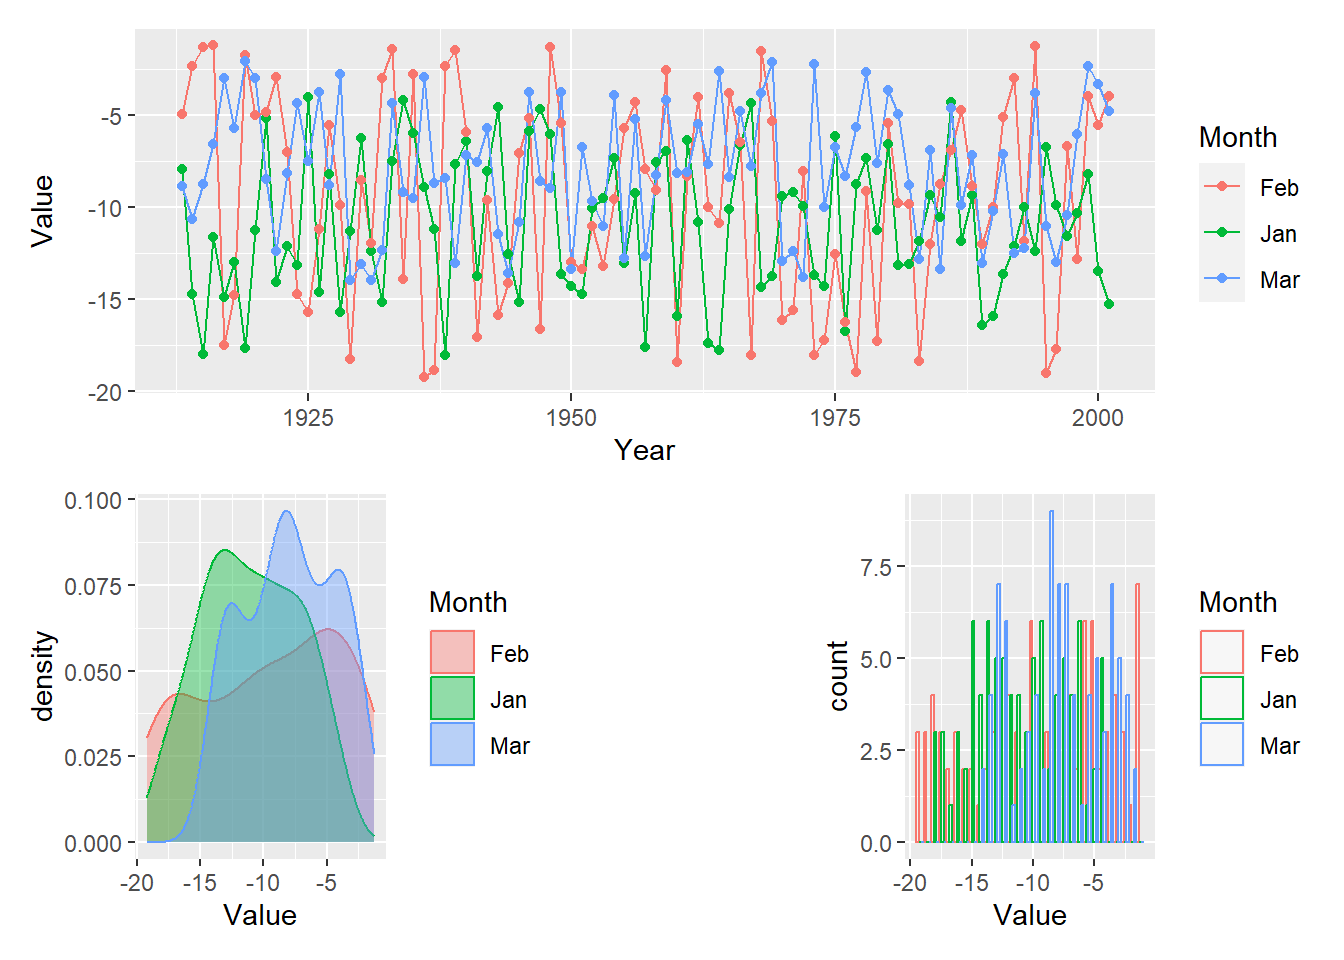 Value
-5
-10
-15
-20
1925 1950 1975 2000
Year
Month
Feb
Jan
Mar
density
0.100
0.075
0.050
0.025
0.000
-20 -15 -10 -5
Value
Month
Feb
Jan
Mar
count
7.5
5.0
2.5
0.0
-20 -15 -10 -5
Value
Month
Feb
Jan
Mar